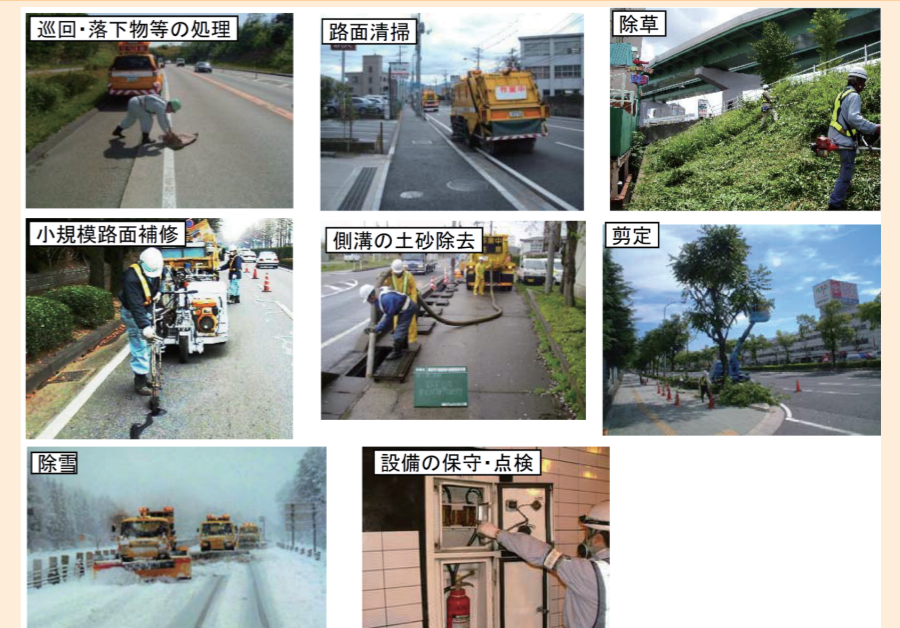 巡回・落下物等の処理
路面清掃
除草
小規模路面補修
側溝の土砂除去
剪定
除雪
設備の保守・点検